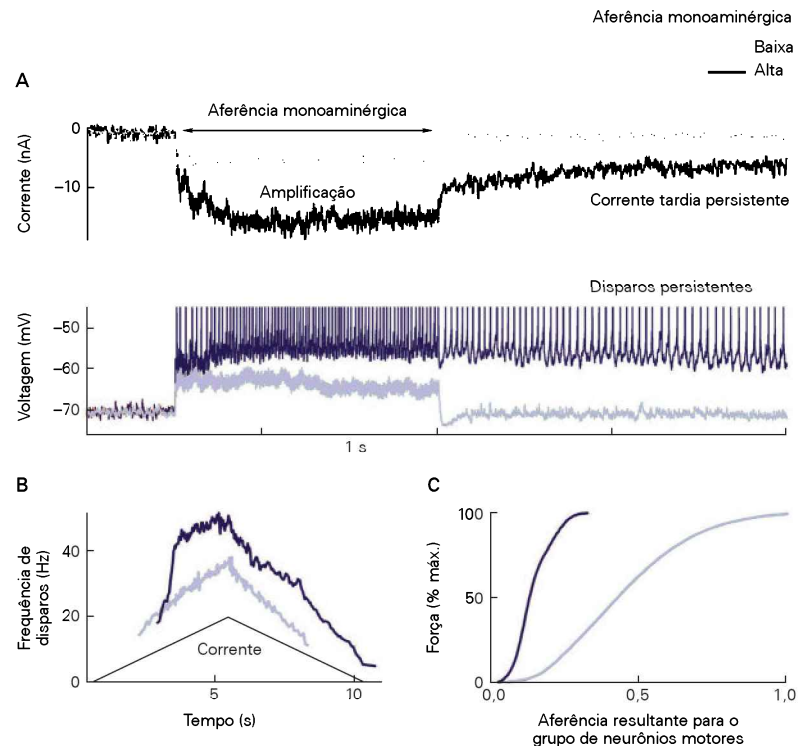 Aferência monoaminérgica
Baixa
Alta
A
Aferência monoaminérgica
0
−10
Corrente (nA)
Amplificação
Corrente tardia persistente
Disparos persistentes
−50
−60
−70
Voltagem (mV)
1 s
B
Frequência de
disparos (Hz)
40
20
0
Corrente
5
10
Tempo (s)
C
Força (% máx.)
100
50
0
0,0
0,5
1,0
Aferência resultante para o
grupo de neurônios motores